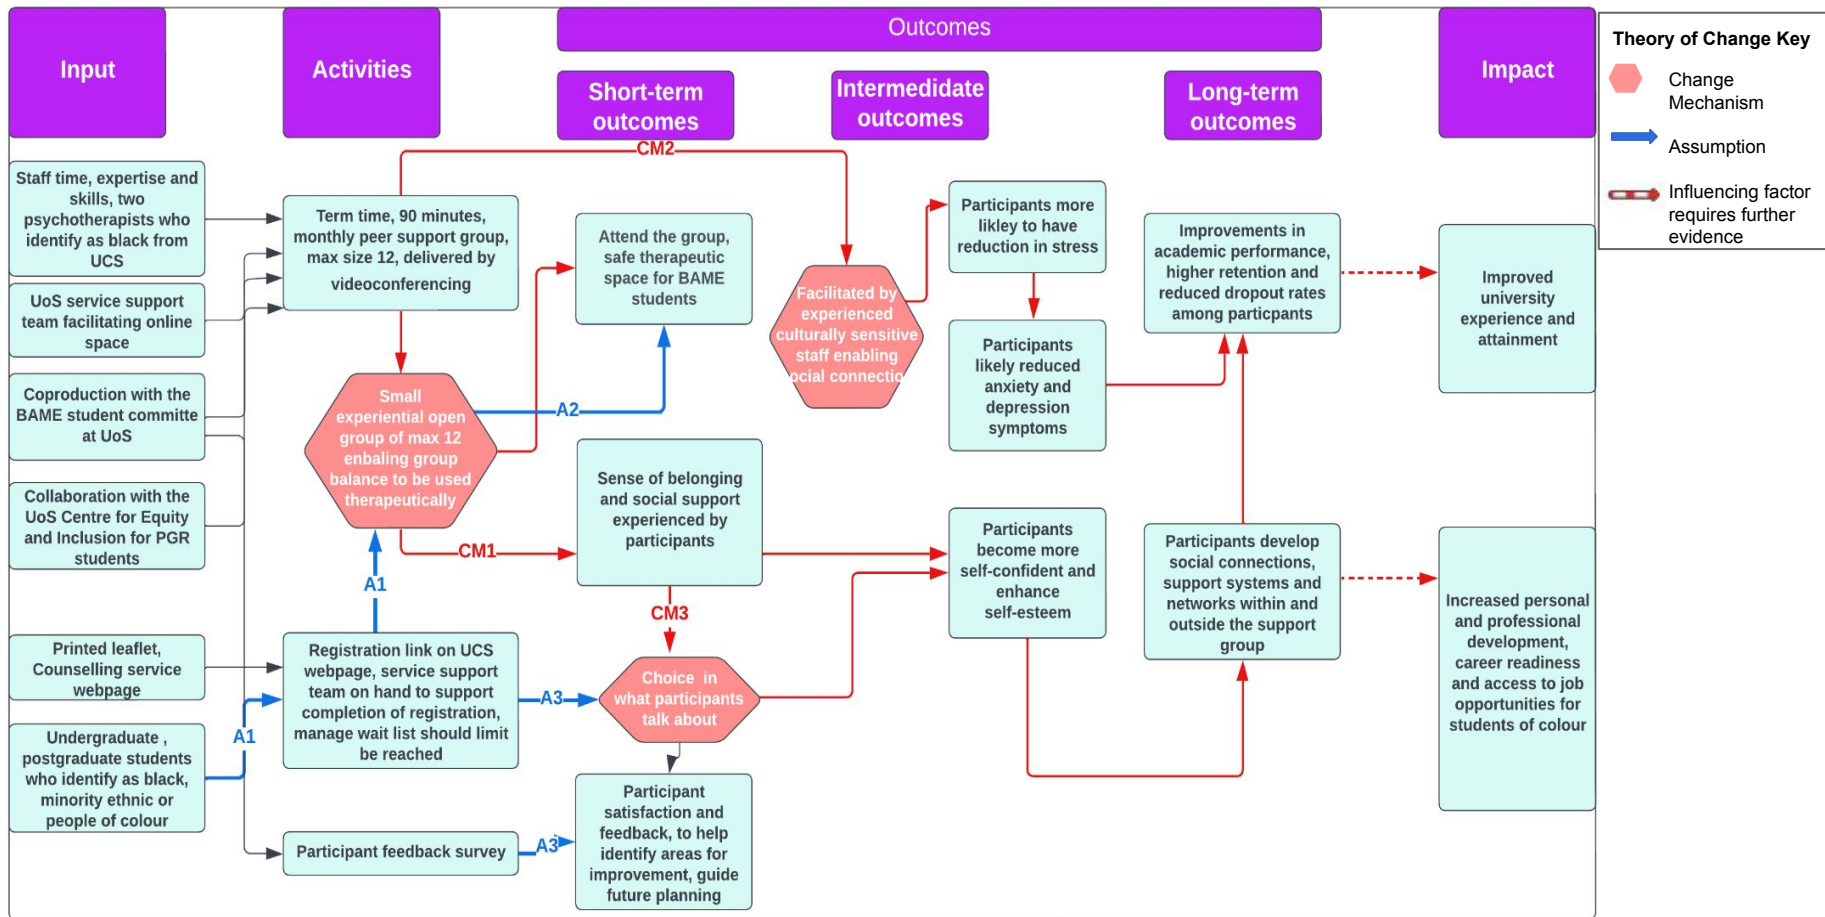 Input
Activities
Outcomes
Short-term
outcomes
Intermedidate
outcomes
Long-term
outcomes
Impact
Theory of Change Key
Change
Mechanism
Assumption
Influencing factor
requires further
evidence
Staff time, expertise and
skills, two
psychotherapists who
identify as black from
UCS
UoS service support
team facilitating online
space
Coproduction with the
BAME student committe
at UoS
Collaboration with the
UoS Centre for Equity
and Inclusion for PGR
students
Printed leaflet,
Counselling service
webpage
Undergraduate ,
postgraduate students
who identify as black,
minority ethnic or
people of colour
A1
Term time, 90 minutes,
monthly peer support group,
max size 12, delivered by
videoconferencing
Small
experiential open
group of max 12
enbaling group
balance to be used
therapeutically
A1
Registration link on UCS
webpage, service support
team on hand to support
completion of registration,
manage wait list should limit
be reached
Participant feedback survey
CM2
A2
CM1
A3
A3
Attend the group,
safe therapeutic
space for BAME
students
Sense of belonging
and social support
experienced by
participants
CM3
Choice in
what participants
talk about
Participant
satisfaction and
feedback, to help
identify areas for
improvement, guide
future planning
Facilitated by
experienced
culturally sensitive
staff enabling
ocial connectio
Participants more
likley to have
reduction in stress
Participants
likely reduced
anxiety and
depression
symptoms
Participants
become more
self-confident and
enhance
self-esteem
Improvements in
academic performance,
higher retention and
reduced dropout rates
among particpants
Participants develop
social connections,
support systems and
networks within and
outside the support
group
Improved
university
experience and
attainment
Increased personal
and professional
development,
career readiness
and access to job
opportunities for
students of colour